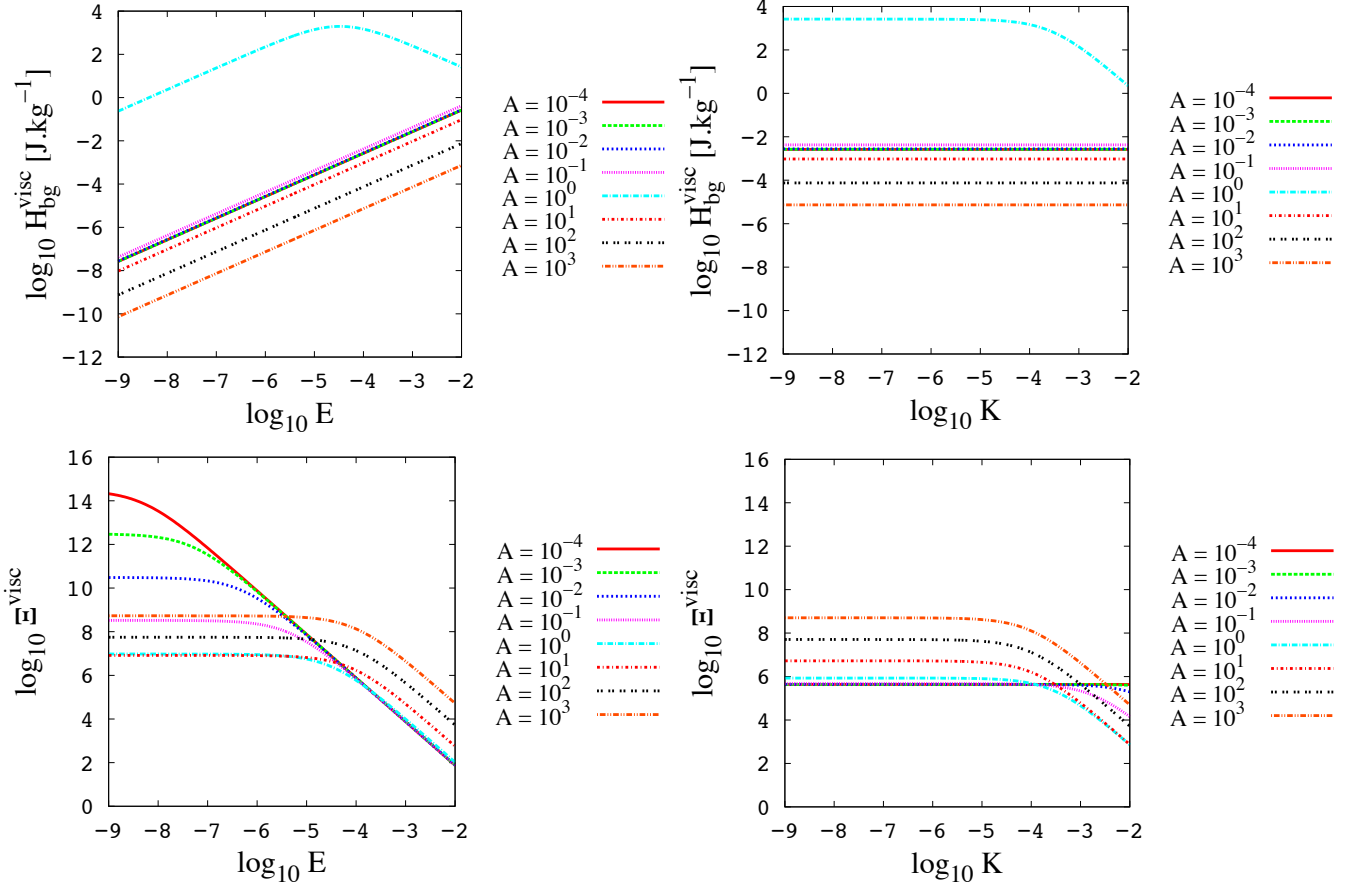 log₁₀ H_bg^visc [J.kg⁻¹]
4
2
0
−2
−4
−6
−8
−10
−12
−9 −8 −7 −6 −5 −4 −3 −2
log₁₀ E
A = 10⁻⁴
A = 10⁻³
A = 10⁻²
A = 10⁻¹
A = 10⁰
A = 10¹
A = 10²
A = 10³
log₁₀ H_bg^visc [J.kg⁻¹]
4
2
0
−2
−4
−6
−8
−10
−12
−9 −8 −7 −6 −5 −4 −3 −2
log₁₀ K
A = 10⁻⁴
A = 10⁻³
A = 10⁻²
A = 10⁻¹
A = 10⁰
A = 10¹
A = 10²
A = 10³
log₁₀ Ξ^visc
16
14
12
10
8
6
4
2
0
−9 −8 −7 −6 −5 −4 −3 −2
log₁₀ E
A = 10⁻⁴
A = 10⁻³
A = 10⁻²
A = 10⁻¹
A = 10⁰
A = 10¹
A = 10²
A = 10³
log₁₀ Ξ^visc
16
14
12
10
8
6
4
2
0
−9 −8 −7 −6 −5 −4 −3 −2
log₁₀ K
A = 10⁻⁴
A = 10⁻³
A = 10⁻²
A = 10⁻¹
A = 10⁰
A = 10¹
A = 10²
A = 10³